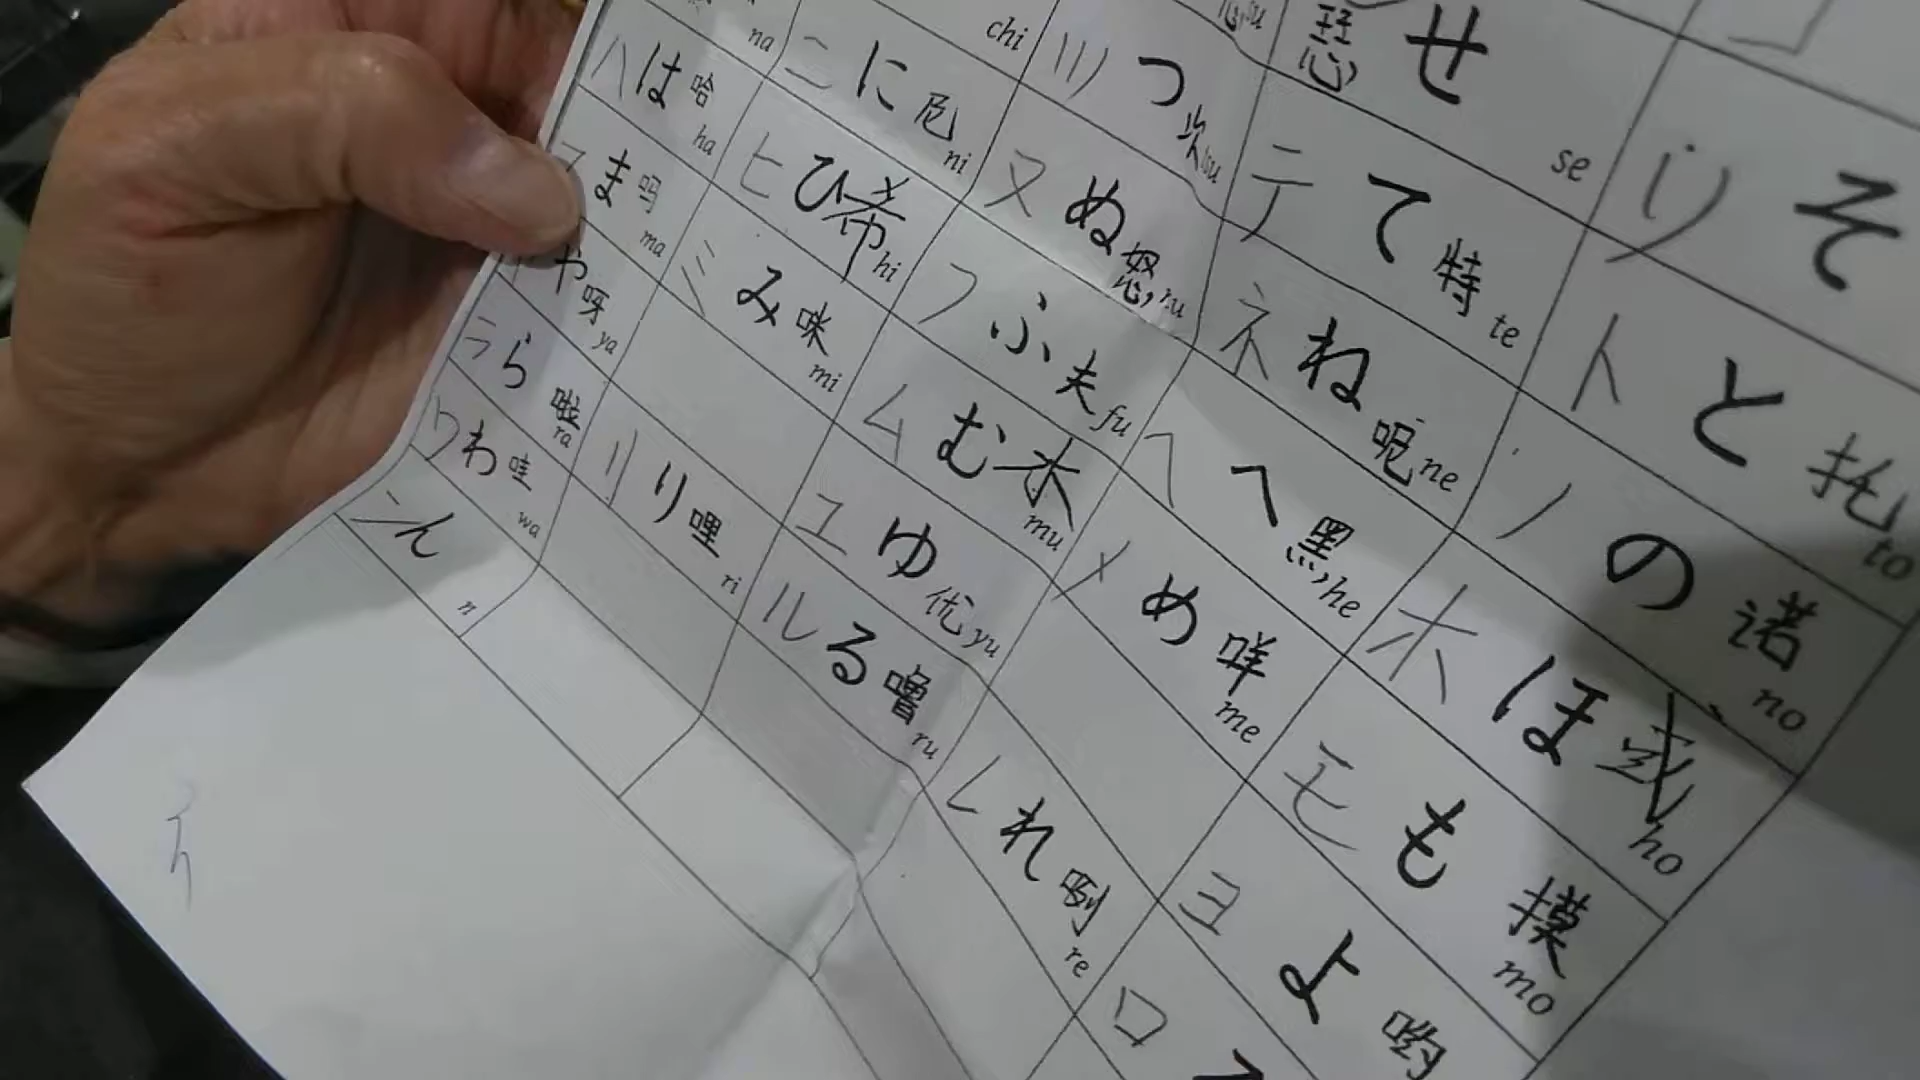 せ se
そ
chi
ツ つ 次 tsu
テ て 特 te
ト と 托 to
na
ニ に 尼 ni
ヌ ぬ 怒 nu
ネ ね 呢 ne
ノ の 诺 no
ハ は 哈 ha
ヒ ひ 希 hi
フ ふ 夫 fu
ヘ へ 黑 he
ホ ほ ho
ま 吗 ma
ミ み 咪 mi
ム む 木 mu
メ め 咩 me
モ も 摸 mo
や 呀 ya
ユ ゆ 优 yu
ヨ よ 哟
ラ ら 啦 ra
リ り 哩 ri
ル る 噜 ru
レ れ 咧 re
ロ
ワ わ 哇 wa
ン ん n